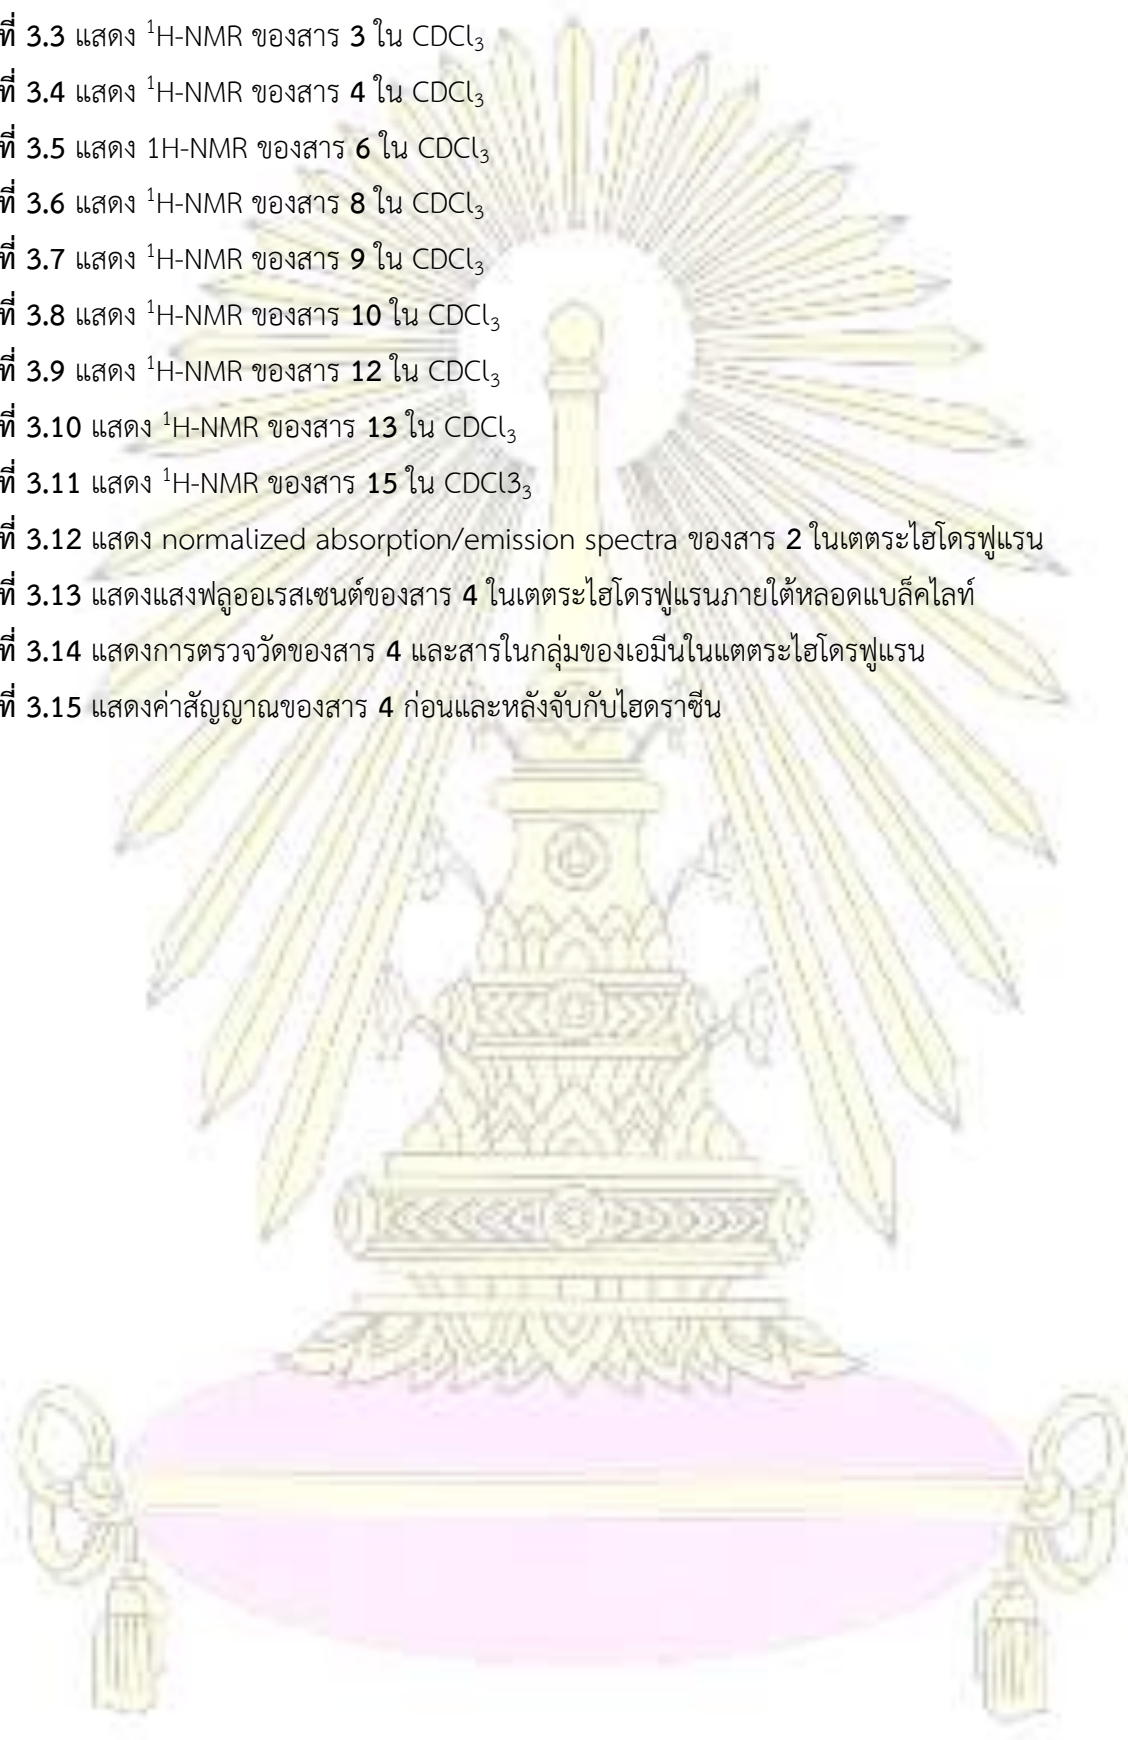 ที่ 3.3 แสดง ¹H-NMR ของสาร 3 ใน CDCl₃
ที่ 3.4 แสดง ¹H-NMR ของสาร 4 ใน CDCl₃
ที่ 3.5 แสดง 1H-NMR ของสาร 6 ใน CDCl₃
ที่ 3.6 แสดง ¹H-NMR ของสาร 8 ใน CDCl₃
ที่ 3.7 แสดง ¹H-NMR ของสาร 9 ใน CDCl₃
ที่ 3.8 แสดง ¹H-NMR ของสาร 10 ใน CDCl₃
ที่ 3.9 แสดง ¹H-NMR ของสาร 12 ใน CDCl₃
ที่ 3.10 แสดง ¹H-NMR ของสาร 13 ใน CDCl₃
ที่ 3.11 แสดง ¹H-NMR ของสาร 15 ใน CDCl3₃
ที่ 3.12 แสดง normalized absorption/emission spectra ของสาร 2 ในเตตระไฮโดรฟูแรน
ที่ 3.13 แสดงแสงฟลูออเรสเซนต์ของสาร 4 ในเตตระไฮโดรฟูแรนภายใต้หลอดแบล็คไลท์
ที่ 3.14 แสดงการตรวจวัดของสาร 4 และสารในกลุ่มของเอมีนในแตตระไฮโดรฟูแรน
ที่ 3.15 แสดงค่าสัญญาณของสาร 4 ก่อนและหลังจับกับไฮดราซีน